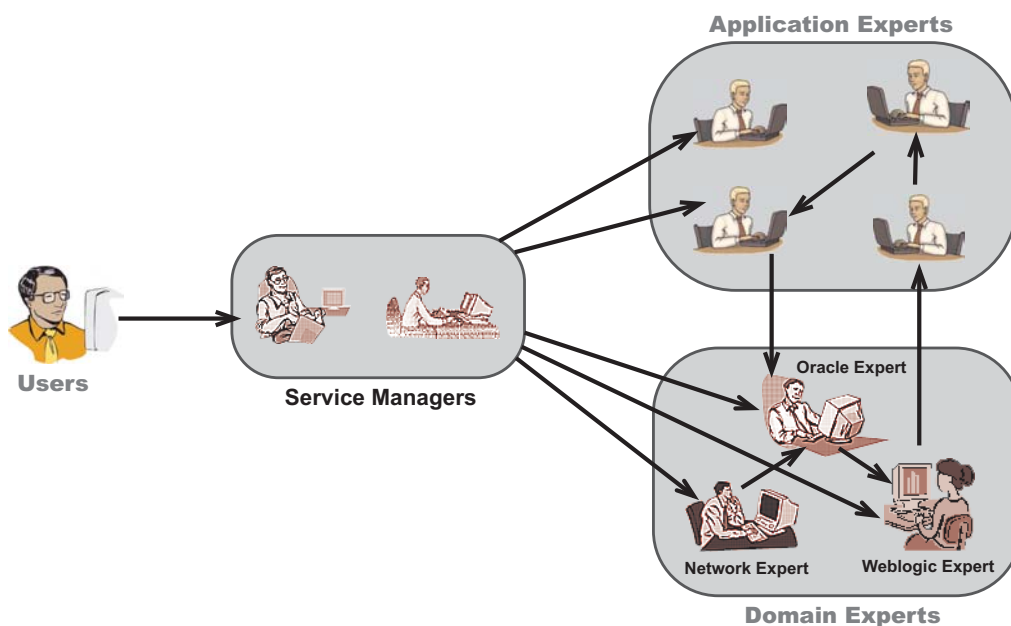 Application Experts
Users
Service Managers
Oracle Expert
Network Expert
Weblogic Expert
Domain Experts